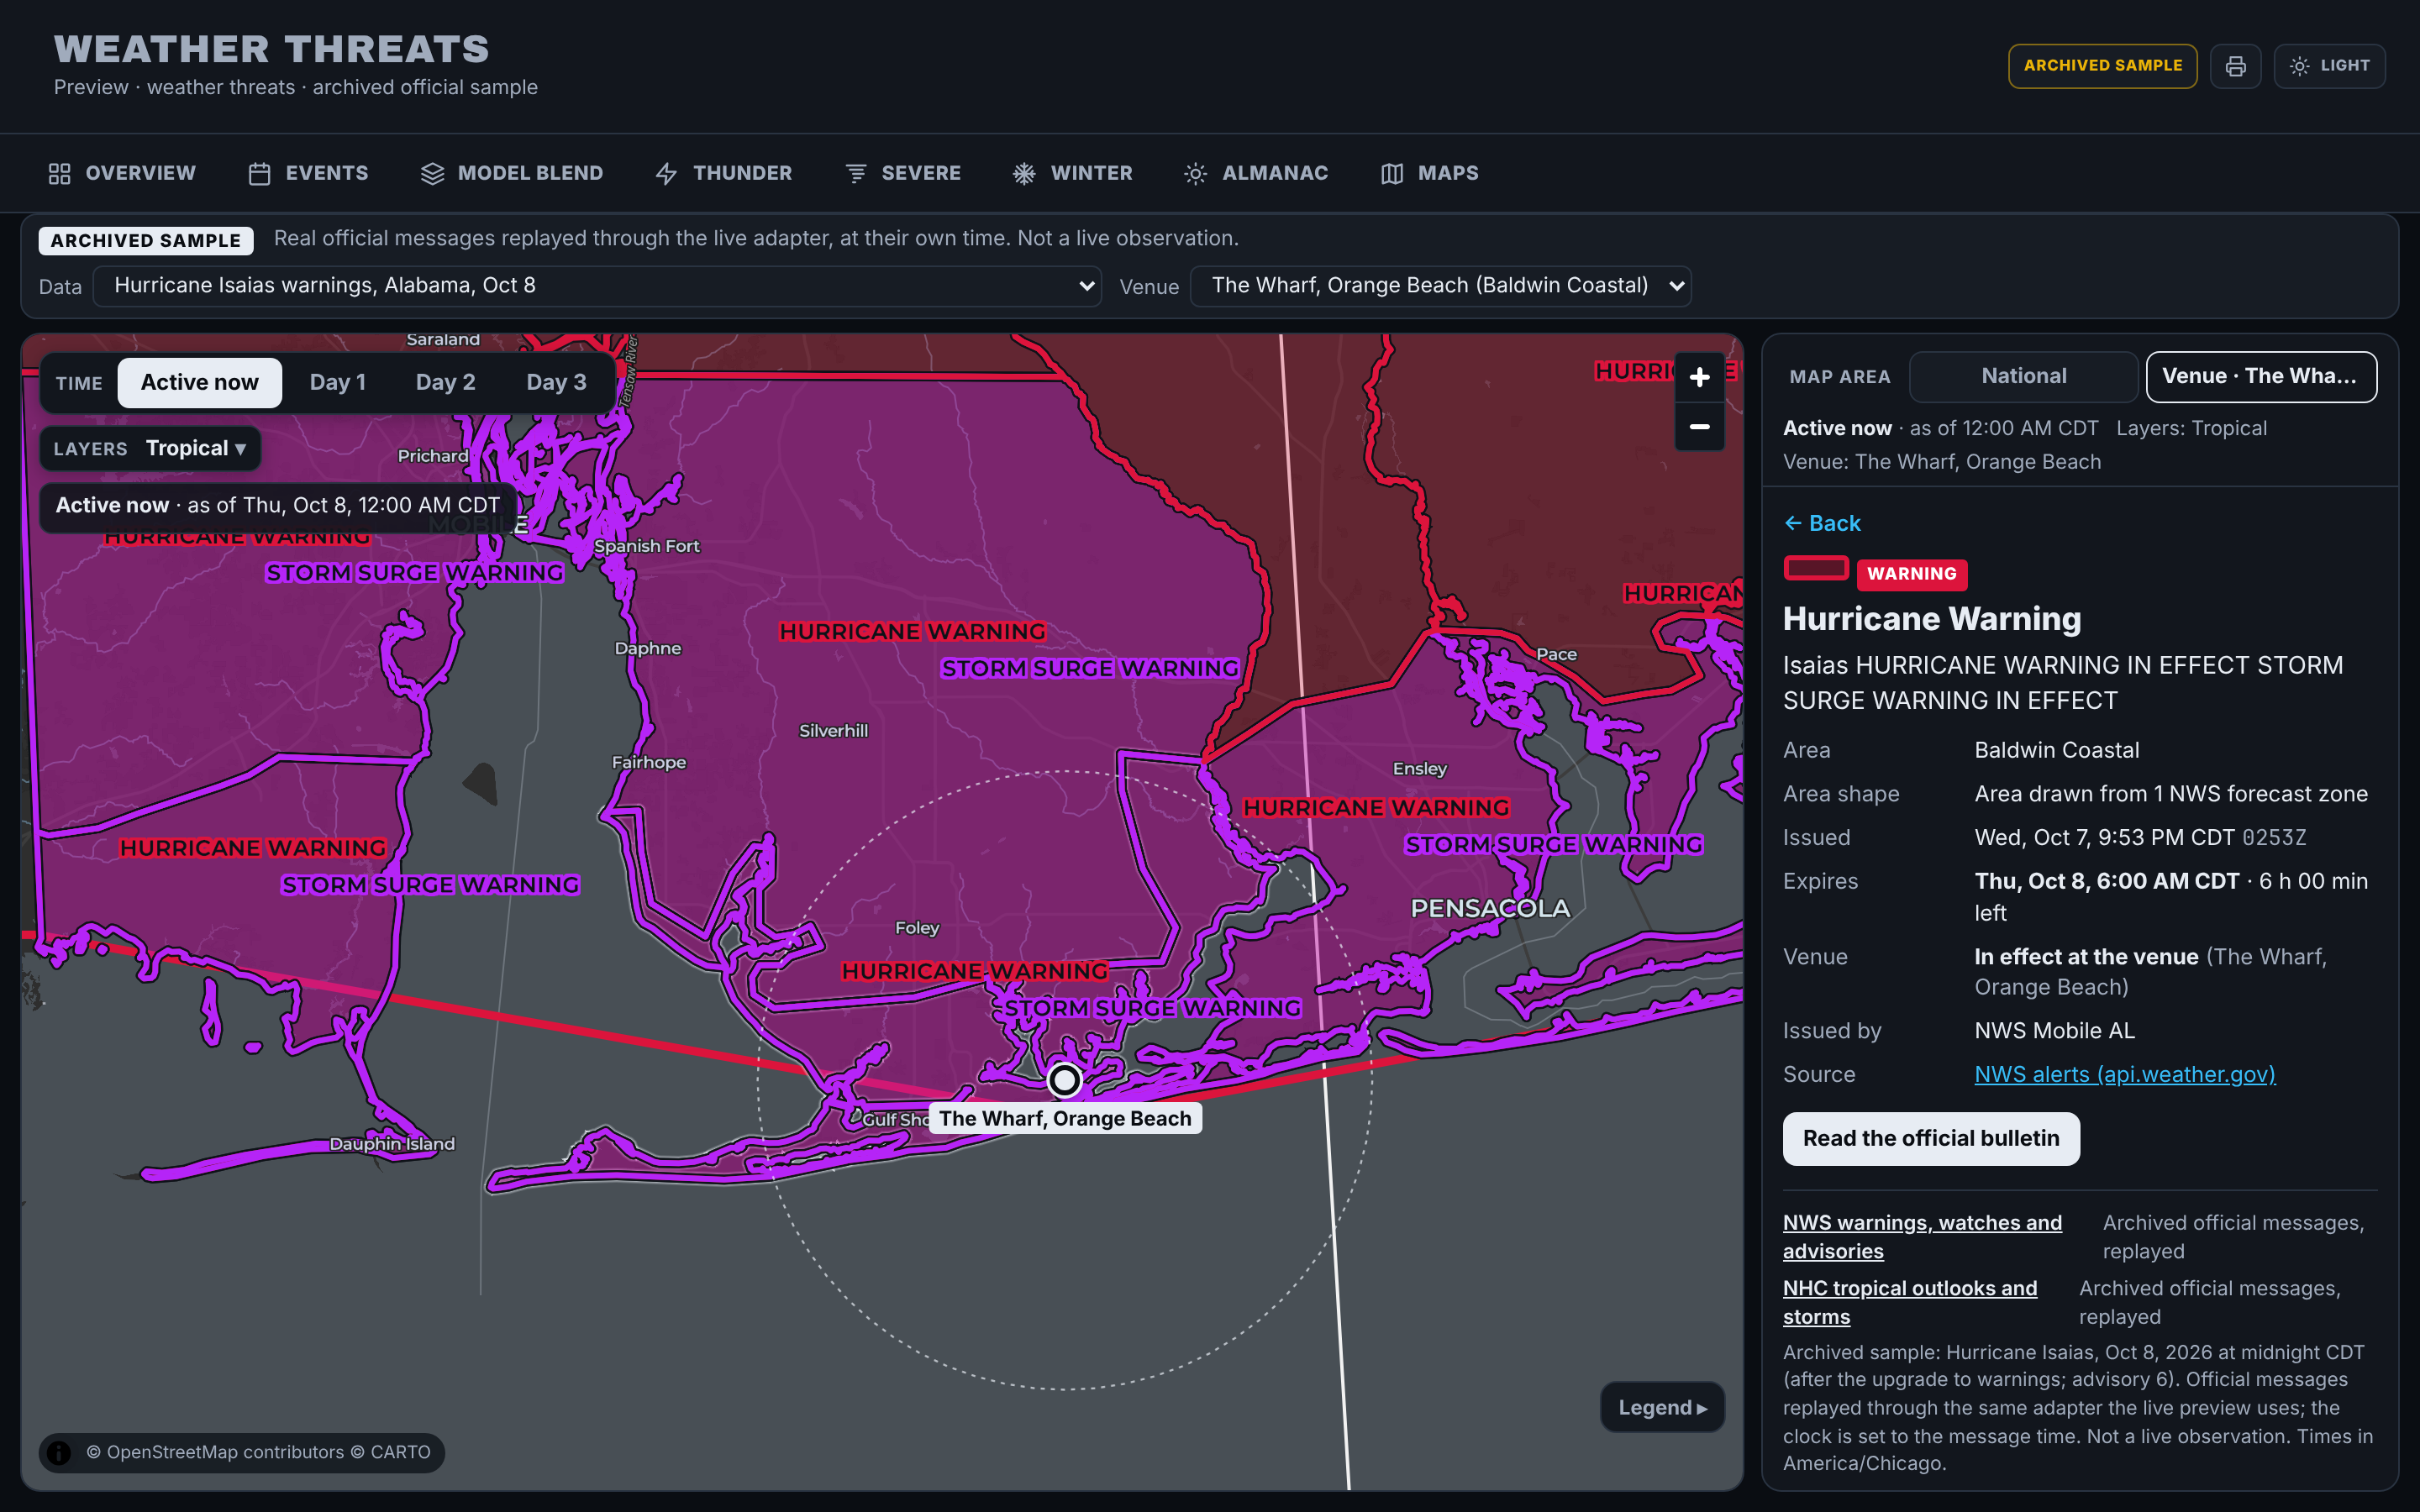 WEATHER THREATS
Preview · weather threats · archived official sample
ARCHIVED SAMPLE
LIGHT
OVERVIEW
EVENTS
MODEL BLEND
THUNDER
SEVERE
WINTER
ALMANAC
MAPS
ARCHIVED SAMPLE Real official messages replayed through the live adapter, at their own time. Not a live observation.
Data Hurricane Isaias warnings, Alabama, Oct 8 Venue The Wharf, Orange Beach (Baldwin Coastal)
Saraland
TIME Active now Day 1 Day 2 Day 3
Tensaw River
LAYERS Tropical ▾
Prichard
Active now · as of Thu, Oct 8, 12:00 AM CDT
MOBILE
HURRICANE WARNING
STORM SURGE WARNING
Spanish Fort
HURRICANE WARNING
STORM SURGE WARNING
Daphne
Silverhill
Fairhope
Pace
Ensley
HURRICANE WARNING
STORM SURGE WARNING
HURRICANE WARNING
STORM SURGE WARNING
PENSACOLA
Foley
HURRICANE WARNING
STORM SURGE WARNING
Gulf Sho
The Wharf, Orange Beach
Dauphin Island
+
−
Legend ▸
© OpenStreetMap contributors © CARTO
MAP AREA National Venue · The Wha...
Active now · as of 12:00 AM CDT Layers: Tropical
Venue: The Wharf, Orange Beach
← Back
WARNING
Hurricane Warning
Isaias HURRICANE WARNING IN EFFECT STORM
SURGE WARNING IN EFFECT
Area Baldwin Coastal
Area shape Area drawn from 1 NWS forecast zone
Issued Wed, Oct 7, 9:53 PM CDT 0253Z
Expires Thu, Oct 8, 6:00 AM CDT · 6 h 00 min
left
Venue In effect at the venue (The Wharf,
Orange Beach)
Issued by NWS Mobile AL
Source NWS alerts (api.weather.gov)
Read the official bulletin
NWS warnings, watches and
advisories
Archived official messages,
replayed
NHC tropical outlooks and
storms
Archived official messages,
replayed
Archived sample: Hurricane Isaias, Oct 8, 2026 at midnight CDT
(after the upgrade to warnings; advisory 6). Official messages
replayed through the same adapter the live preview uses; the
clock is set to the message time. Not a live observation. Times in
America/Chicago.